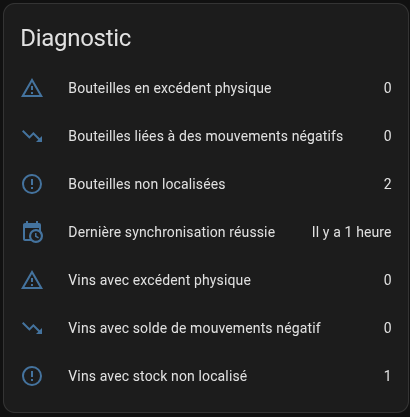 Diagnostic
Bouteilles en excédent physique 0
Bouteilles liées à des mouvements négatifs 0
Bouteilles non localisées 2
Dernière synchronisation réussie Il y a 1 heure
Vins avec excédent physique 0
Vins avec solde de mouvements négatif 0
Vins avec stock non localisé 1